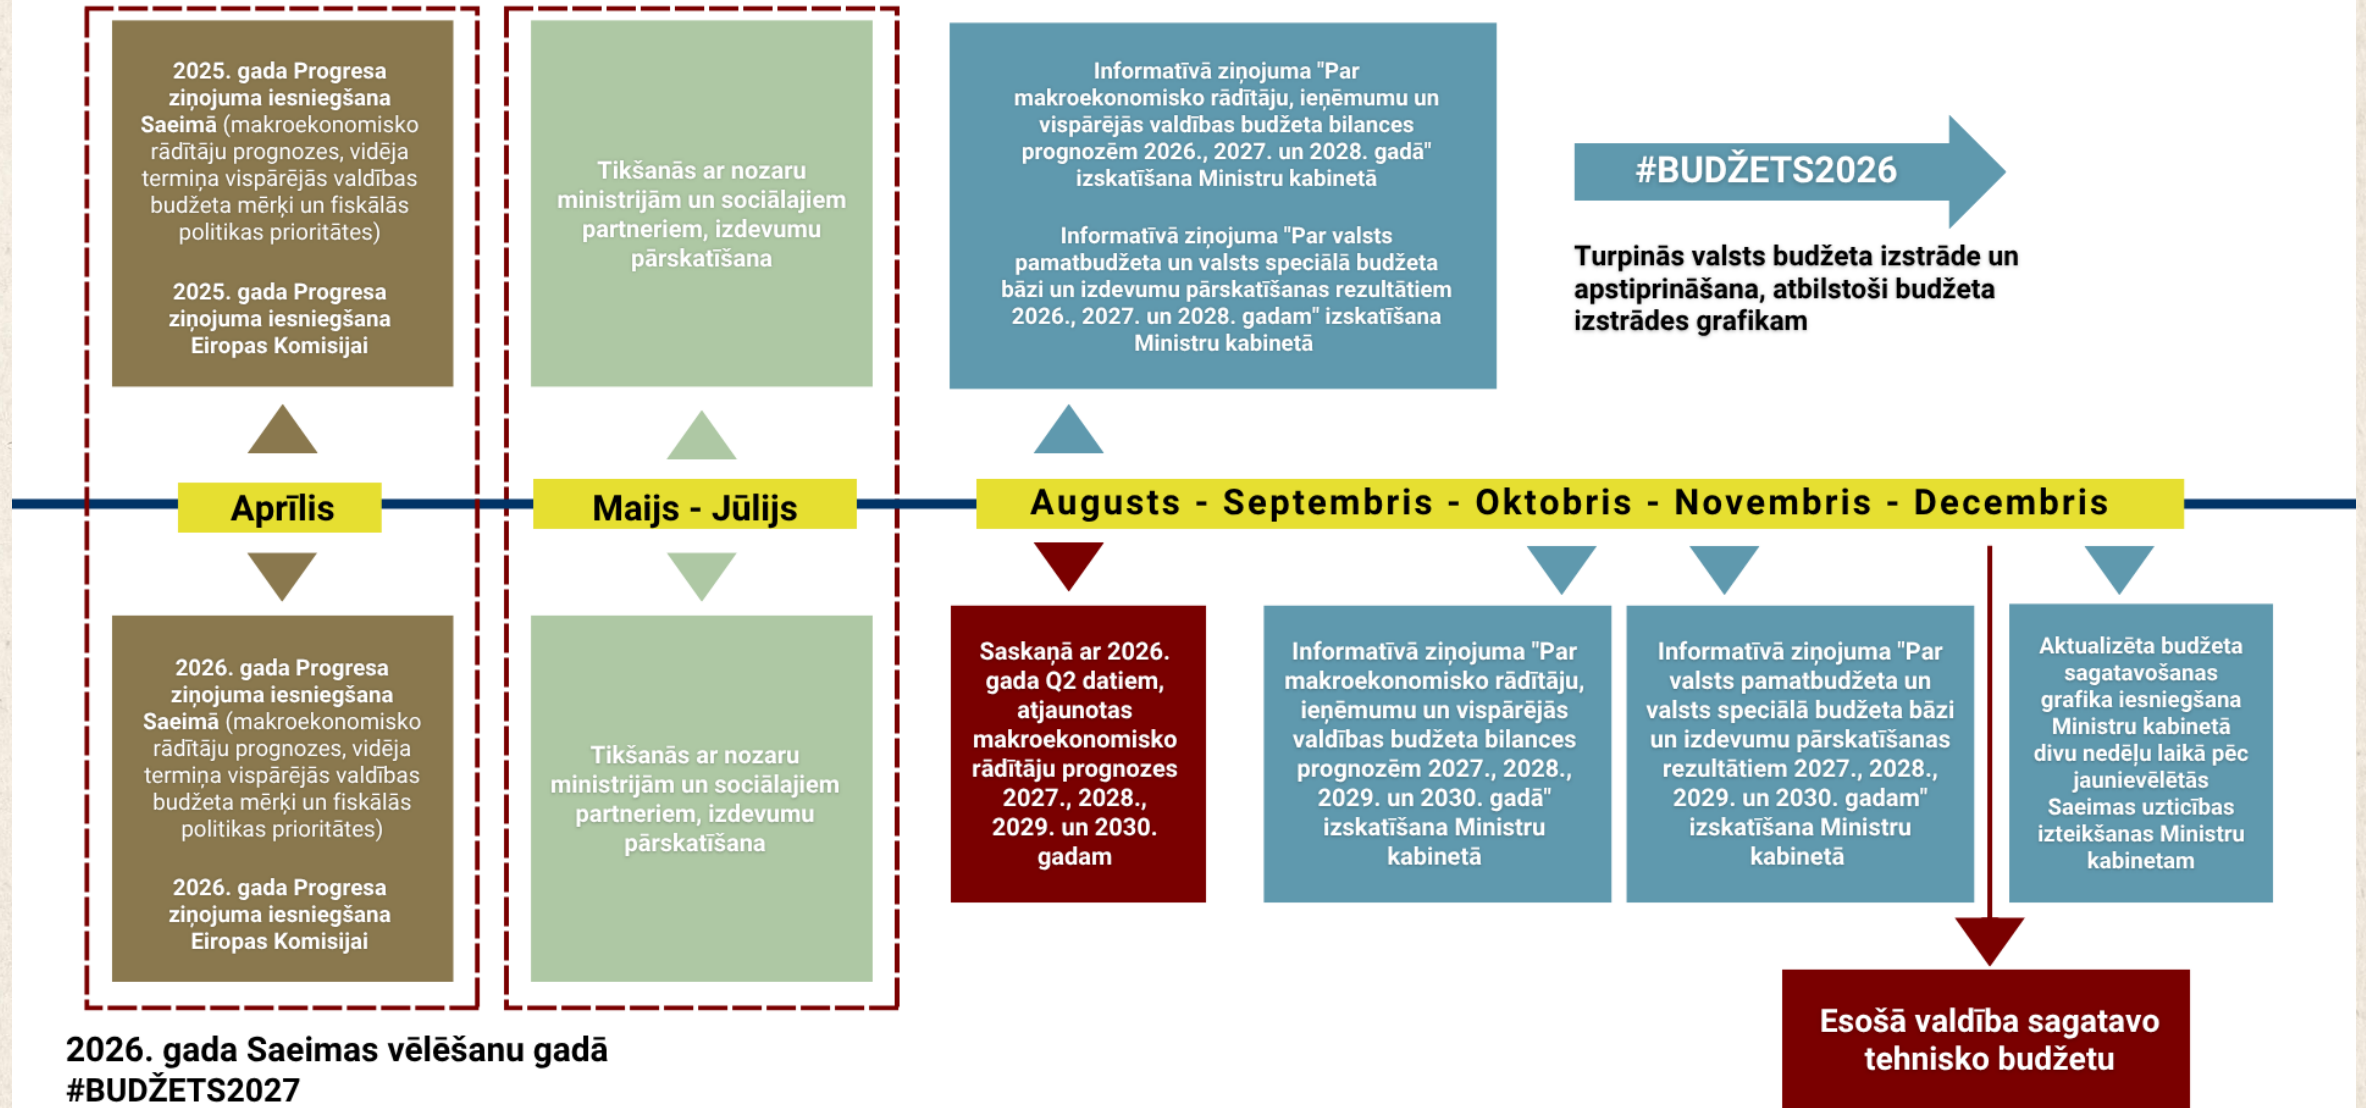 2025. gada Progresa
ziņojuma iesniegšana
Saeimā (makroekonomisko
rādītāju prognozes, vidēja
termiņa vispārējās valdības
budžeta mērķi un fiskālās
politikas prioritātes)
2025. gada Progresa
ziņojuma iesniegšana
Eiropas Komisijai
Tikšanās ar nozaru
ministrijām un sociālajiem
partneriem, izdevumu
pārskatīšana
Informatīvā ziņojuma "Par
makroekonomisko rādītāju, ieņēmumu un
vispārējās valdības budžeta bilances
prognozēm 2026., 2027. un 2028. gadā"
izskatīšana Ministru kabinetā
Informatīvā ziņojuma "Par valsts
pamatbudžeta un valsts speciālā budžeta
bāzi un izdevumu pārskatīšanas rezultātiem
2026., 2027. un 2028. gadam" izskatīšana
Ministru kabinetā
#BUDŽETS2026
Turpinās valsts budžeta izstrāde un
apstiprināšana, atbilstoši budžeta
izstrādes grafikam
Aprīlis
Maijs - Jūlijs
Augusts - Septembris - Oktobris - Novembris - Decembris
2026. gada Progresa
ziņojuma iesniegšana
Saeimā (makroekonomisko
rādītāju prognozes, vidēja
termiņa vispārējās valdības
budžeta mērķi un fiskālās
politikas prioritātes)
2026. gada Progresa
ziņojuma iesniegšana
Eiropas Komisijai
Tikšanās ar nozaru
ministrijām un sociālajiem
partneriem, izdevumu
pārskatīšana
Saskaņā ar 2026.
gada Q2 datiem,
atjaunotas
makroekonomisko
rādītāju prognozes
2027., 2028.,
2029. un 2030.
gadam
Informatīvā ziņojuma "Par
makroekonomisko rādītāju,
ieņēmumu un vispārējās
valdības budžeta bilances
prognozēm 2027., 2028.,
2029. un 2030. gadā"
izskatīšana Ministru
kabinetā
Informatīvā ziņojuma "Par
valsts pamatbudžeta un
valsts speciālā budžeta bāzi
un izdevumu pārskatīšanas
rezultātiem 2027., 2028.,
2029. un 2030. gadam"
izskatīšana Ministru
kabinetā
Aktualizēta budžeta
sagatavošanas
grafika iesniegšana
Ministru kabinetā
divu nedēļu laikā pēc
jaunievēlētās
Saeimas uzticības
izteikšanas Ministru
kabinetam
Esošā valdība sagatavo
tehnisko budžetu
2026. gada Saeimas vēlēšanu gadā
#BUDŽETS2027